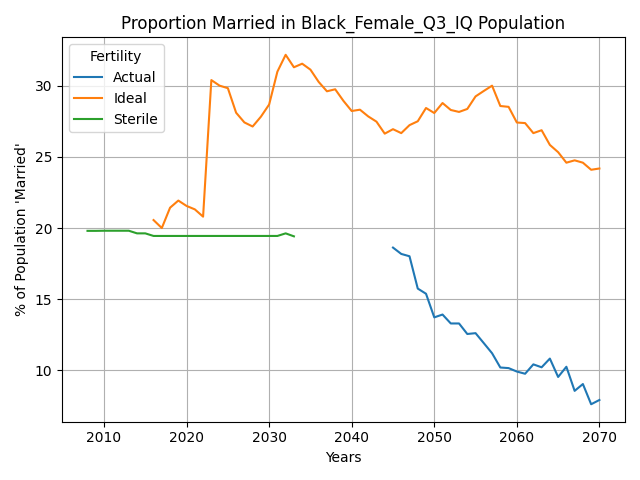 Proportion Married in Black_Female_Q3_IQ Population
Fertility
Actual
Ideal
Sterile
% of Population 'Married'
30
25
20
15
10
2010 2020 2030 2040 2050 2060 2070
Years